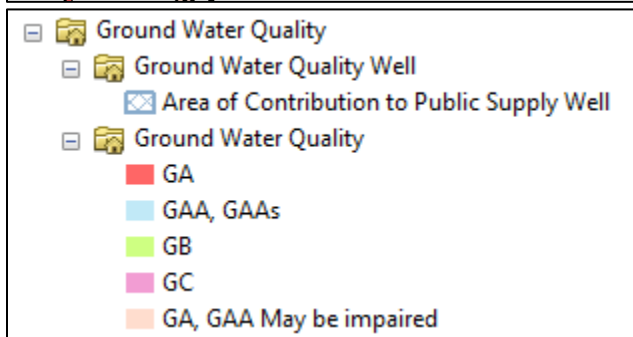 Ground Water Quality
Ground Water Quality Well
Area of Contribution to Public Supply Well
Ground Water Quality
GA
GAA, GAAs
GB
GC
GA, GAA May be impaired